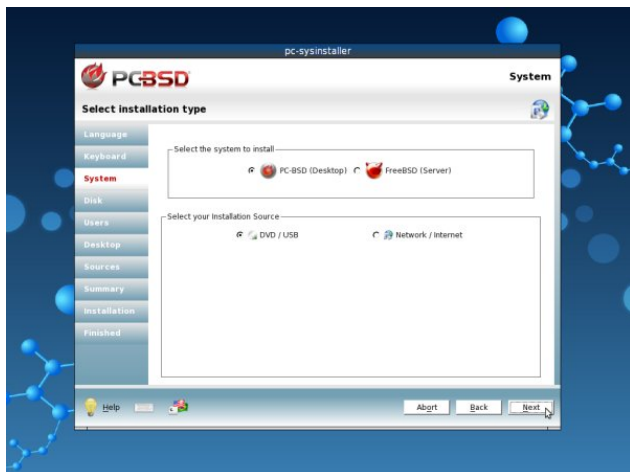 pc-sysinstaller
PC-BSD
System
Select installation type
Language
Keyboard
System
Disk
Users
Desktop
Sources
Summary
Installation
Finished
Select the system to install
PC-BSD (Desktop)
FreeBSD (Server)
Select your Installation Source
DVD / USB
Network / Internet
Help
Abort
Back
Next